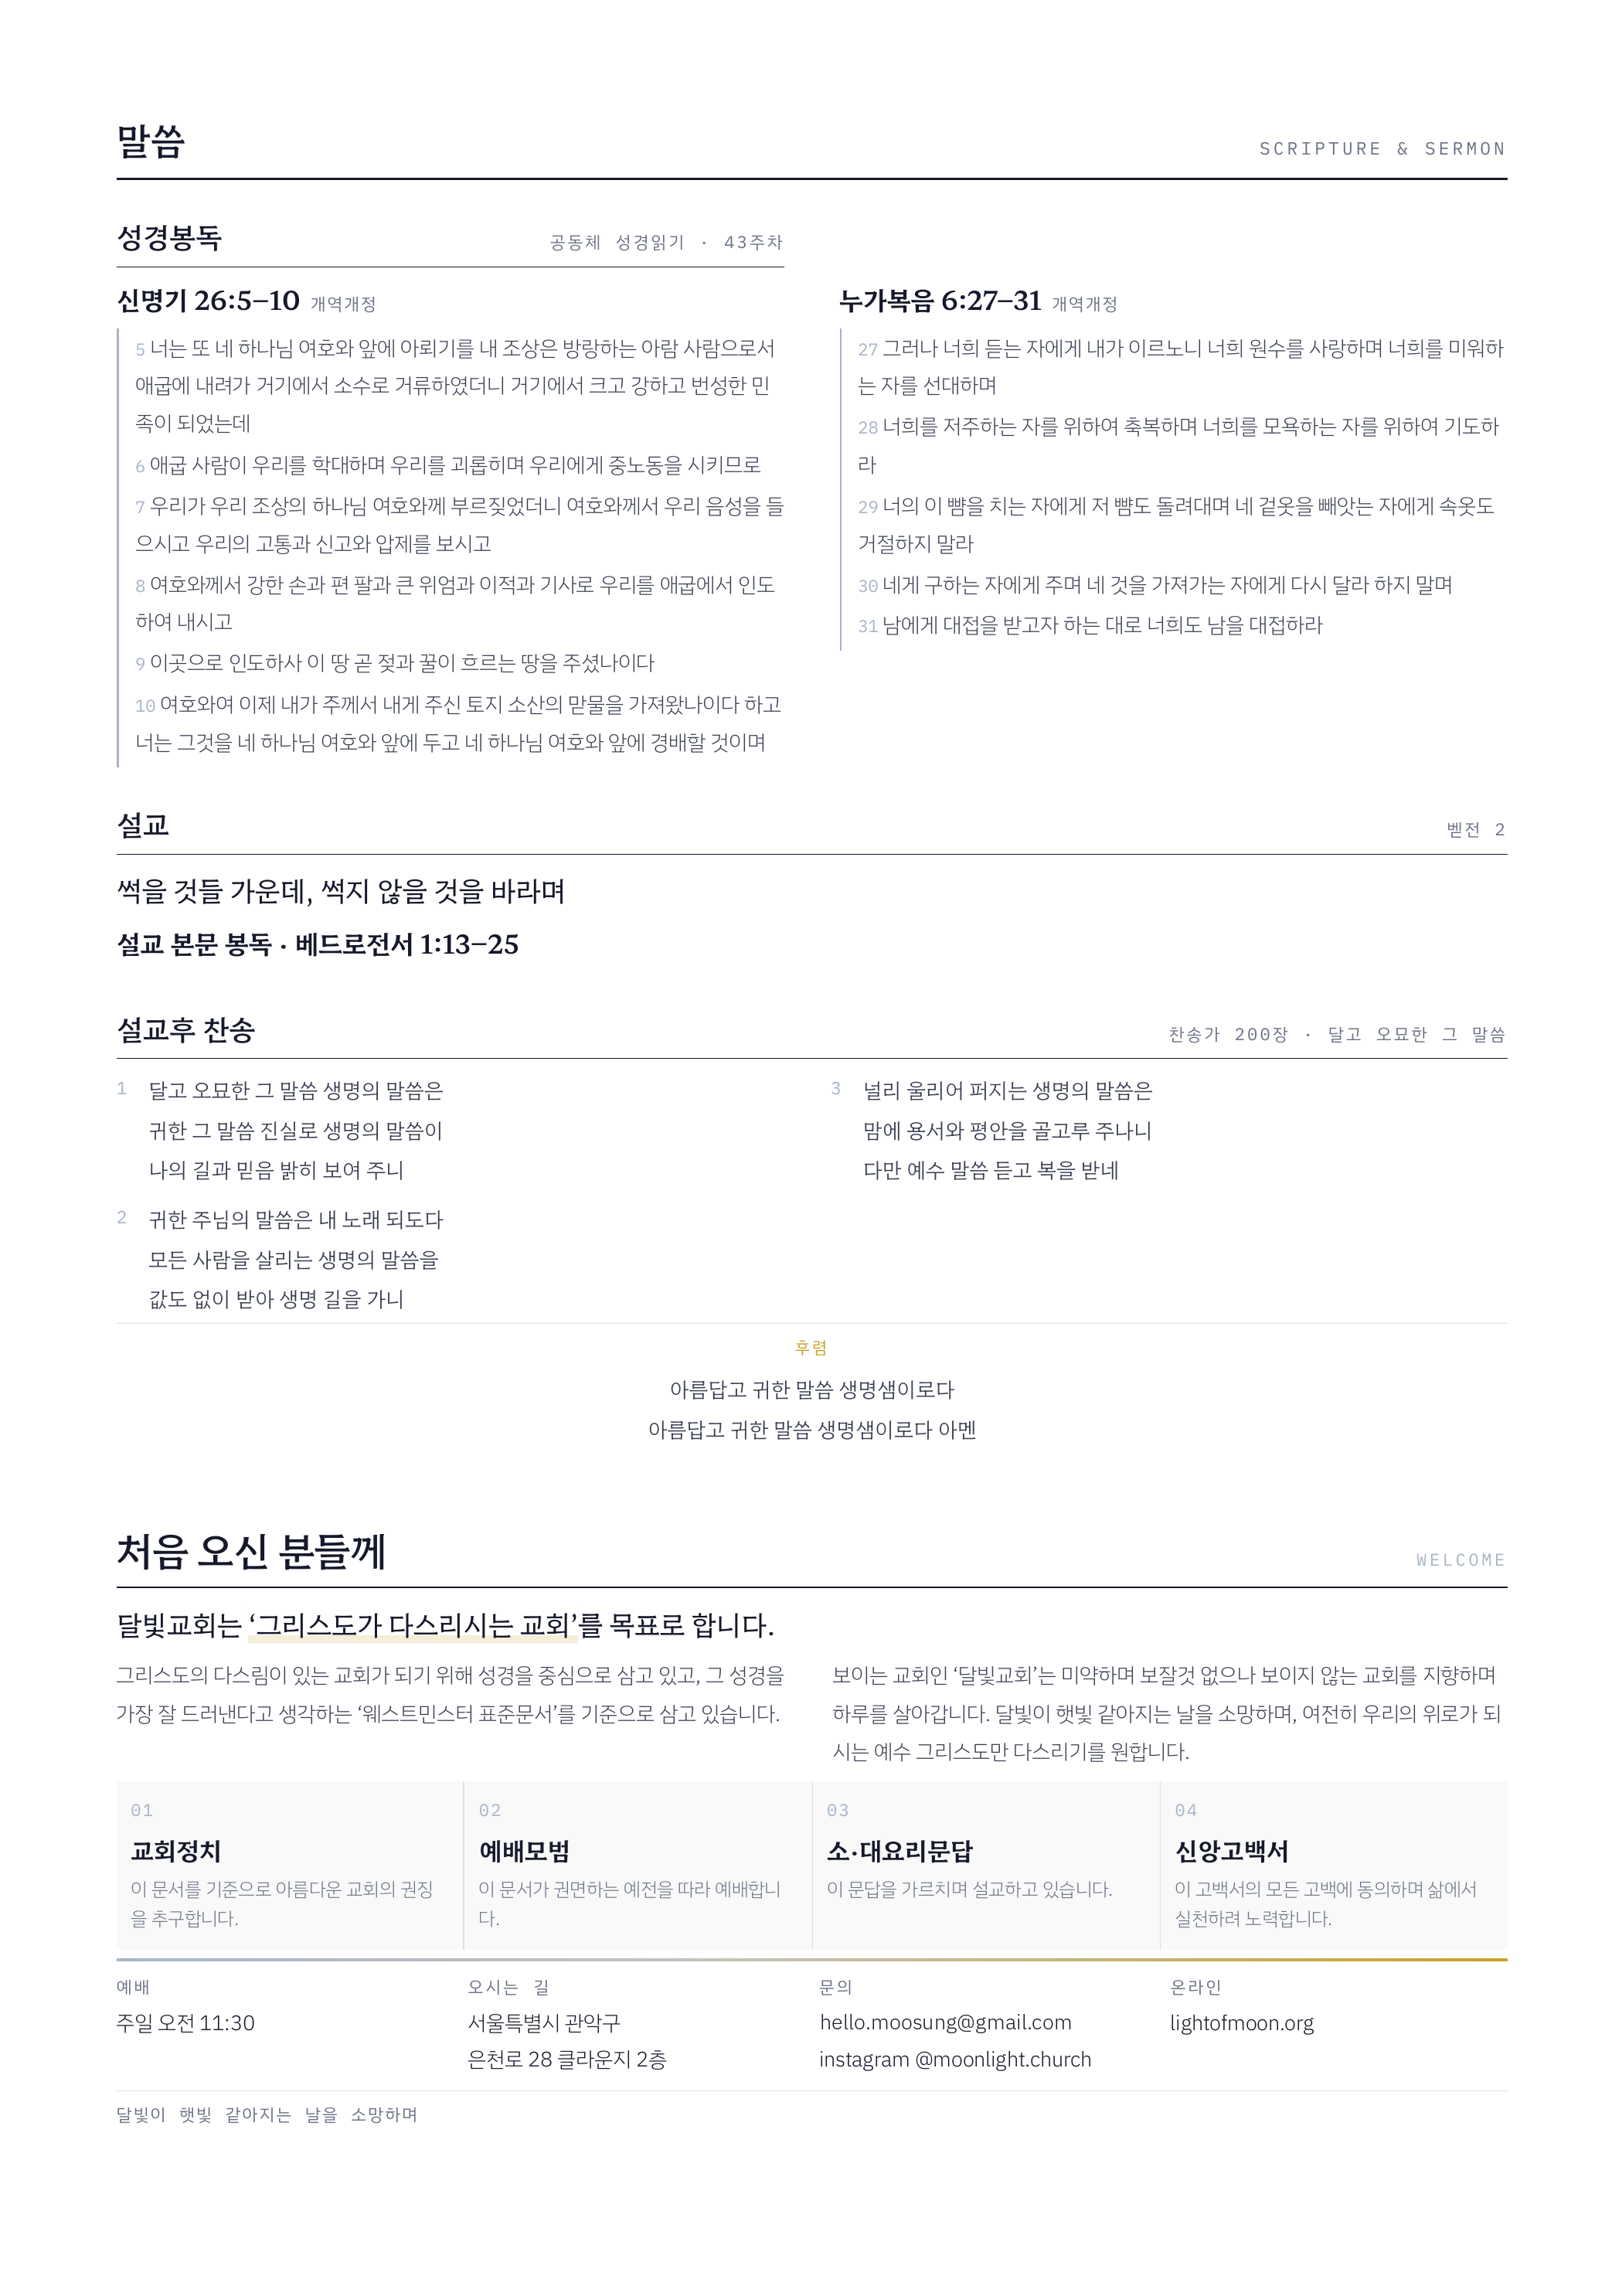 말씀
SCRIPTURE & SERMON
성경봉독
공동체 성경읽기 · 43주차
신명기 26:5–10 개역개정
5 너는 또 네 하나님 여호와 앞에 아뢰기를 내 조상은 방랑하는 아람 사람으로서
애굽에 내려가 거기에서 소수로 거류하였더니 거기에서 크고 강하고 번성한 민
족이 되었는데
6 애굽 사람이 우리를 학대하며 우리를 괴롭히며 우리에게 중노동을 시키므로
7 우리가 우리 조상의 하나님 여호와께 부르짖었더니 여호와께서 우리 음성을 들
으시고 우리의 고통과 신고와 압제를 보시고
8 여호와께서 강한 손과 편 팔과 큰 위엄과 이적과 기사로 우리를 애굽에서 인도
하여 내시고
9 이곳으로 인도하사 이 땅 곧 젖과 꿀이 흐르는 땅을 주셨나이다
10 여호와여 이제 내가 주께서 내게 주신 토지 소산의 맏물을 가져왔나이다 하고
너는 그것을 네 하나님 여호와 앞에 두고 네 하나님 여호와 앞에 경배할 것이며
누가복음 6:27–31 개역개정
27 그러나 너희 듣는 자에게 내가 이르노니 너희 원수를 사랑하며 너희를 미워하
는 자를 선대하며
28 너희를 저주하는 자를 위하여 축복하며 너희를 모욕하는 자를 위하여 기도하
라
29 너의 이 뺨을 치는 자에게 저 뺨도 돌려대며 네 겉옷을 빼앗는 자에게 속옷도
거절하지 말라
30 네게 구하는 자에게 주며 네 것을 가져가는 자에게 다시 달라 하지 말며
31 남에게 대접을 받고자 하는 대로 너희도 남을 대접하라
설교
벧전 2
썩을 것들 가운데, 썩지 않을 것을 바라며
설교 본문 봉독 · 베드로전서 1:13–25
설교후 찬송
찬송가 200장 · 달고 오묘한 그 말씀
1 달고 오묘한 그 말씀 생명의 말씀은
귀한 그 말씀 진실로 생명의 말씀이
나의 길과 믿음 밝히 보여 주니
2 귀한 주님의 말씀은 내 노래 되도다
모든 사람을 살리는 생명의 말씀을
값도 없이 받아 생명 길을 가니
3 널리 울리어 퍼지는 생명의 말씀은
맘에 용서와 평안을 골고루 주나니
다만 예수 말씀 듣고 복을 받네
후렴
아름답고 귀한 말씀 생명샘이로다
아름답고 귀한 말씀 생명샘이로다 아멘
처음 오신 분들께
WELCOME
달빛교회는 ‘그리스도가 다스리시는 교회’를 목표로 합니다.
그리스도의 다스림이 있는 교회가 되기 위해 성경을 중심으로 삼고 있고, 그 성경을
가장 잘 드러낸다고 생각하는 ‘웨스트민스터 표준문서’를 기준으로 삼고 있습니다.
보이는 교회인 ‘달빛교회’는 미약하며 보잘것 없으나 보이지 않는 교회를 지향하며
하루를 살아갑니다. 달빛이 햇빛 같아지는 날을 소망하며, 여전히 우리의 위로가 되
시는 예수 그리스도만 다스리기를 원합니다.
01
교회정치
이 문서를 기준으로 아름다운 교회의 권징
을 추구합니다.
02
예배모범
이 문서가 권면하는 예전을 따라 예배합니
다.
03
소·대요리문답
이 문답을 가르치며 설교하고 있습니다.
04
신앙고백서
이 고백서의 모든 고백에 동의하며 삶에서
실천하려 노력합니다.
예배
주일 오전 11:30
오시는 길
서울특별시 관악구
은천로 28 클라운지 2층
문의
hello.moosung@gmail.com
instagram @moonlight.church
온라인
lightofmoon.org
달빛이 햇빛 같아지는 날을 소망하며